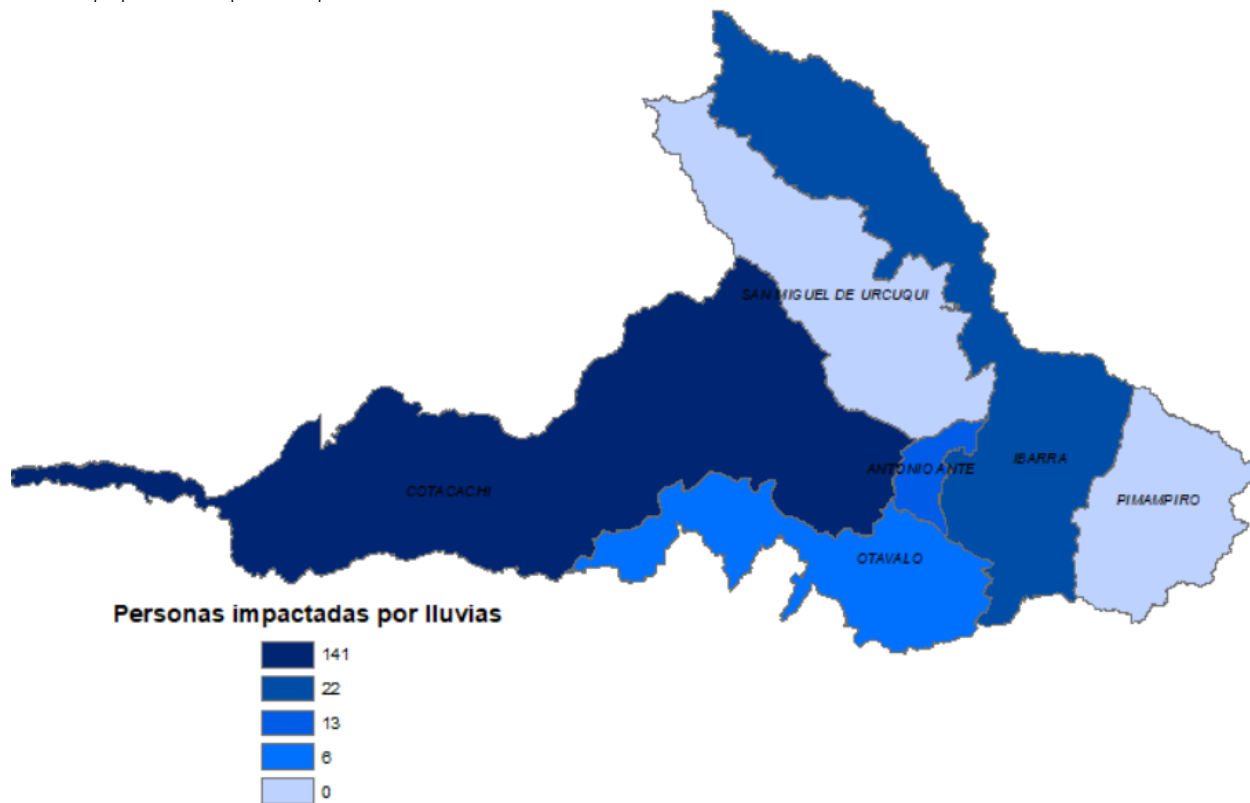 SAN MIGUEL DE URCUQUI
ANTONIO ANTE
IBARRA
COTACACHI
PIMAMPIRO
OTAVALO
Personas impactadas por lluvias
141
22
13
6
0